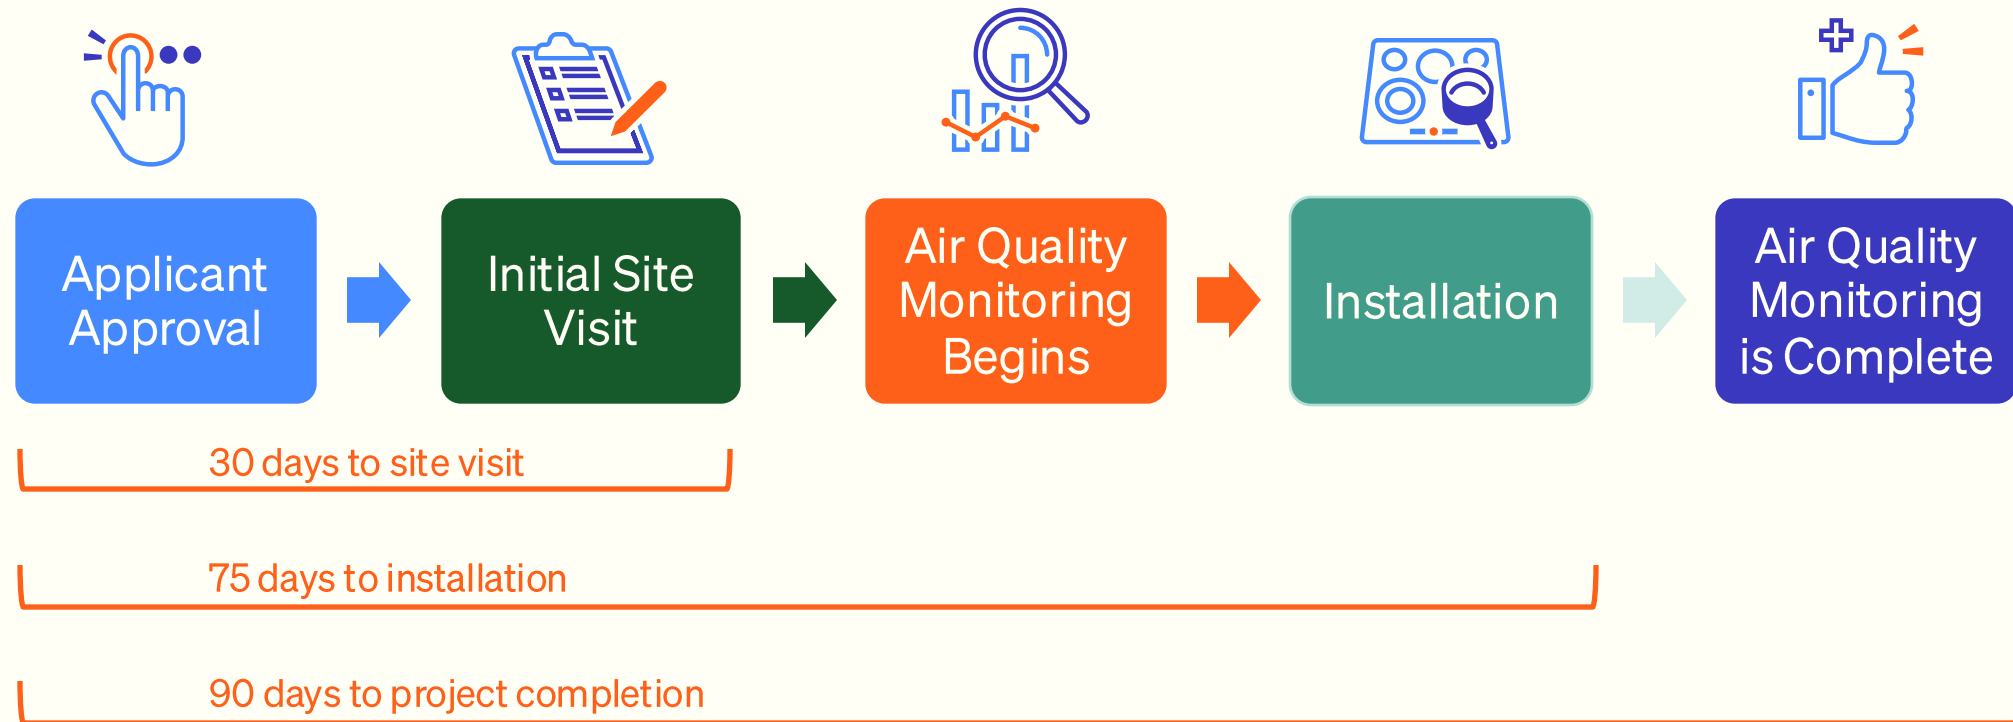 Applicant
Approval
Initial Site
Visit
Air Quality
Monitoring
Begins
Installation
Air Quality
Monitoring
is Complete
30 days to site visit
75 days to installation
90 days to project completion